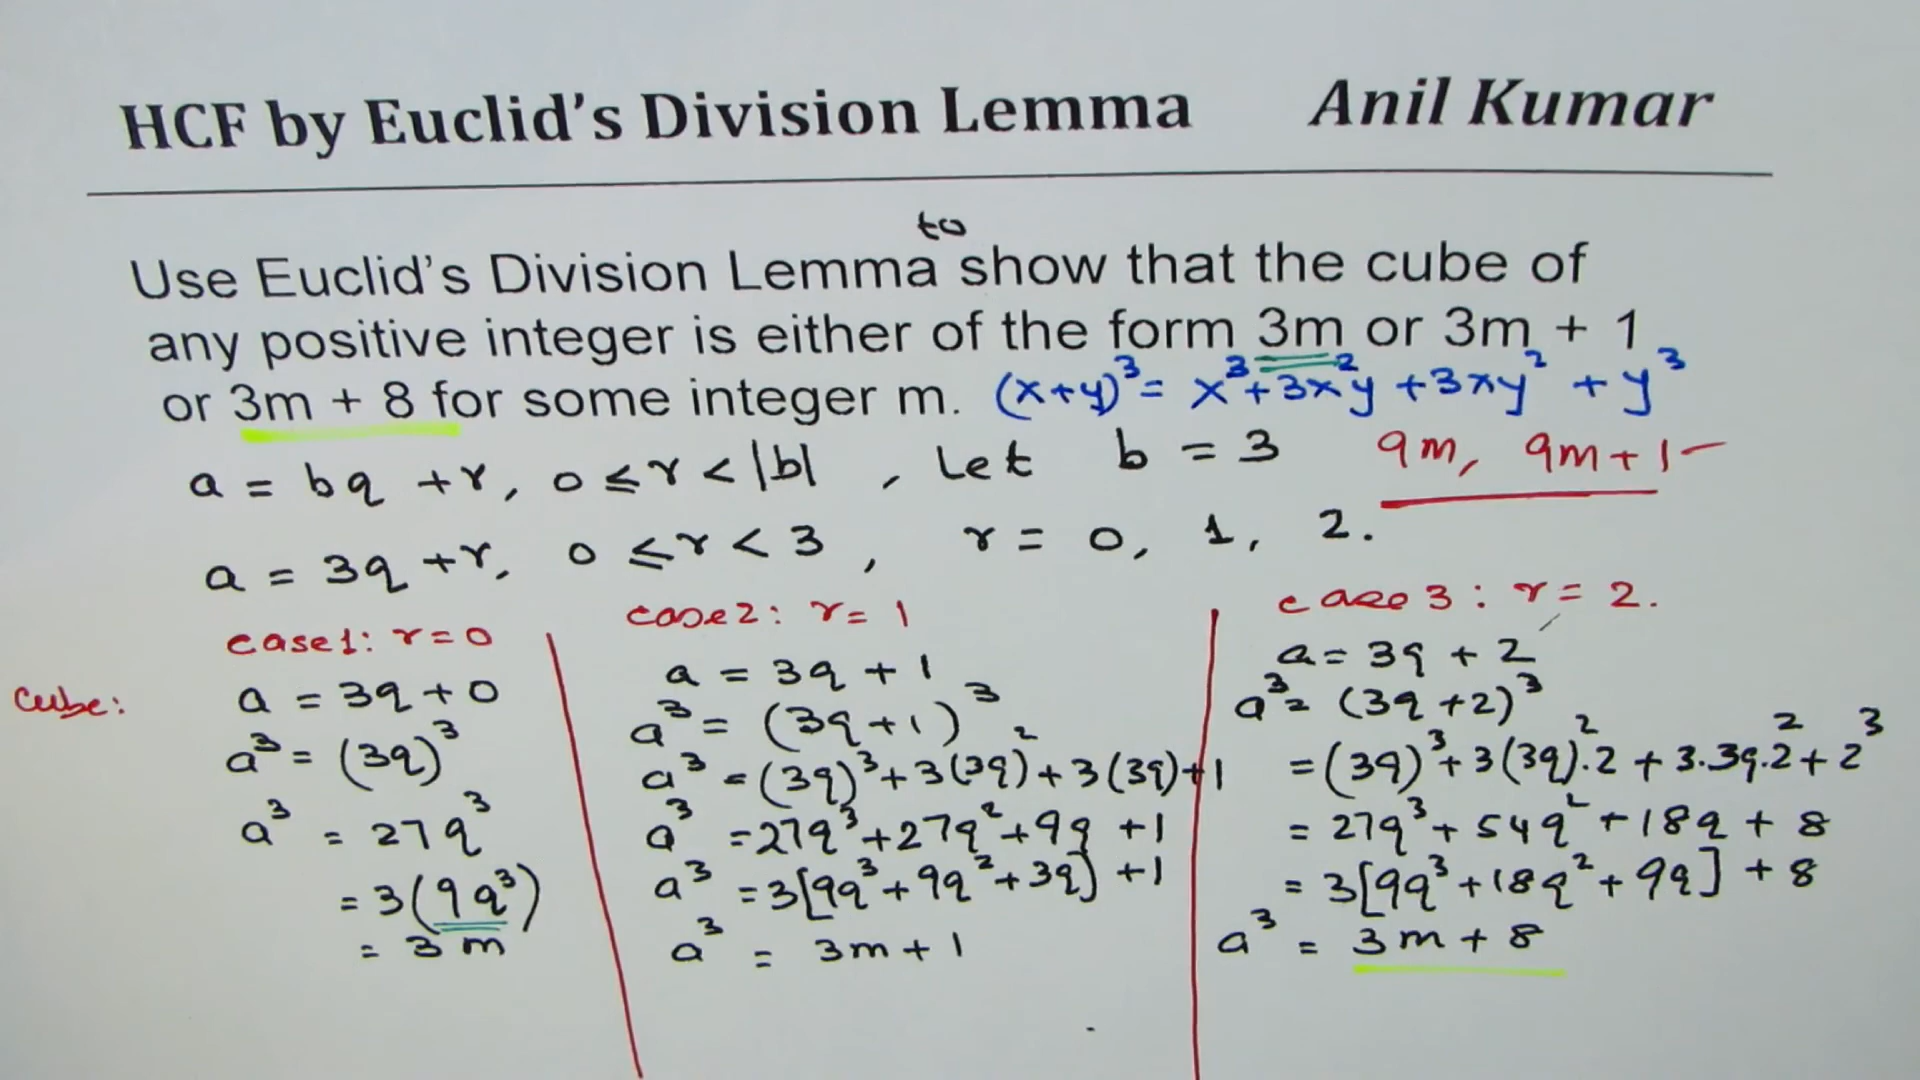 HCF by Euclid's Division Lemma Anil Kumar
to
Use Euclid's Division Lemma show that the cube of
any positive integer is either of the form 3m or 3m + 1
or 3m + 8 for some integer m. (x+y)³ = x³+3x²y+3xy²+y³
a = bq + r, 0 ≤ r < |b| , Let b = 3 9m, 9m+1-
a = 3q + r, 0 ≤ r < 3 , r = 0, 1, 2.
Cube:
case1: r=0
a = 3q + 0
a³ = (3q)³
a³ = 27q³
= 3(9q³)
= 3m
case2: r= 1
a = 3q + 1
a³ = (3q+1)³
a³ = (3q)³+3(3q)²+3(3q)+1
a³ = 27q³+27q²+9q +1
a³ = 3[9q³+9q²+3q] +1
a³ = 3m + 1
case3: r= 2.
a = 3q + 2
a³ = (3q+2)³
= (3q)³+3(3q)².2 + 3.3q.2²+2³
= 27q³+ 54q²+18q + 8
= 3[9q³+18q²+9q] + 8
a³ = 3m + 8